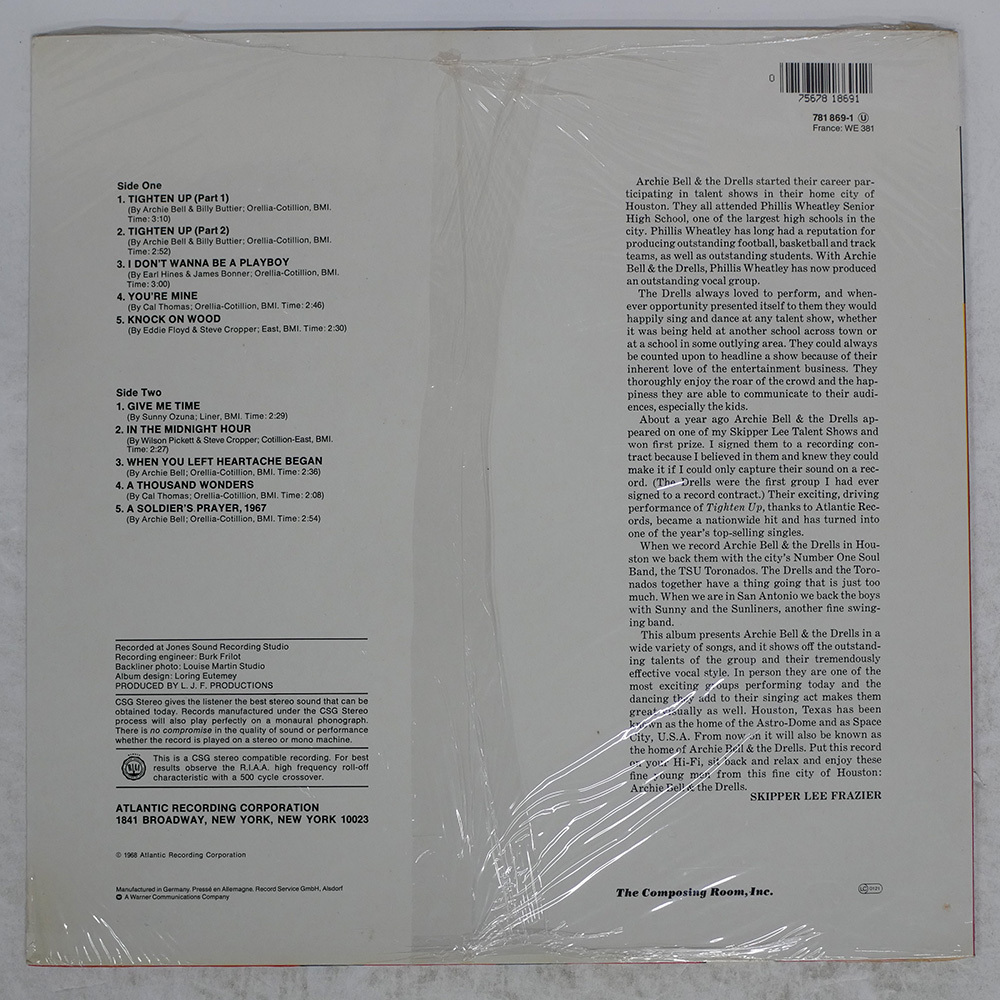 0
75678 18691
781 869-1 Ⓤ
France: WE 381
Side One
1. TIGHTEN UP (Part 1)
(By Archie Bell & Billy Buttier; Orellia-Cotillion, BMI.
Time: 3:10)
2. TIGHTEN UP (Part 2)
(By Archie Bell & Billy Buttier; Orellia-Cotillion, BMI.
Time: 2:52)
3. I DON'T WANNA BE A PLAYBOY
(By Earl Hines & James Bonner; Orellia-Cotillion, BMI.
Time: 3:00)
4. YOU'RE MINE
(By Cal Thomas; Orellia-Cotillion, BMI. Time: 2:46)
5. KNOCK ON WOOD
(By Eddie Floyd & Steve Cropper; East, BMI. Time: 2:30)
Side Two
1. GIVE ME TIME
(By Sunny Ozuna; Liner, BMI. Time: 2:29)
2. IN THE MIDNIGHT HOUR
(By Wilson Pickett & Steve Cropper; Cotillion-East, BMI.
Time: 2:27)
3. WHEN YOU LEFT HEARTACHE BEGAN
(By Archie Bell; Orellia-Cotillion, BMI. Time: 2:36)
4. A THOUSAND WONDERS
(By Cal Thomas; Orellia-Cotillion, BMI. Time: 2:08)
5. A SOLDIER'S PRAYER, 1967
(By Archie Bell; Orellia-Cotillion, BMI. Time: 2:54)
Recorded at Jones Sound Recording Studio
Recording engineer: Burk Frilot
Backliner photo: Louise Martin Studio
Album design: Loring Eutemey
PRODUCED BY L. J. F. PRODUCTIONS
CSG Stereo gives the listener the best stereo sound that can be
obtained today. Records manufactured under the CSG Stereo
process will also play perfectly on a monaural phonograph.
There is no compromise in the quality of sound or performance
whether the record is played on a stereo or mono machine.
This is a CSG stereo compatible recording. For best
results observe the R.I.A.A. high frequency roll-off
characteristic with a 500 cycle crossover.
ATLANTIC RECORDING CORPORATION
1841 BROADWAY, NEW YORK, NEW YORK 10023
© 1968 Atlantic Recording Corporation
Manufactured in Germany. Pressé en Allemagne. Record Service GmbH, Alsdorf
A Warner Communications Company
Archie Bell & the Drells started their career par-
ticipating in talent shows in their home city of
Houston. They all attended Phillis Wheatley Senior
High School, one of the largest high schools in the
city. Phillis Wheatley has long had a reputation for
producing outstanding football, basketball and track
teams, as well as outstanding students. With Archie
Bell & the Drells, Phillis Wheatley has now produced
an outstanding vocal group.
The Drells always loved to perform, and when-
ever opportunity presented itself to them they would
happily sing and dance at any talent show, whether
it was being held at another school across town or
at a school in some outlying area. They could always
be counted upon to headline a show because of their
inherent love of the entertainment business. They
thoroughly enjoy the roar of the crowd and the hap-
piness they are able to communicate to their audi-
ences, especially the kids.
About a year ago Archie Bell & the Drells ap-
peared on one of my Skipper Lee Talent Shows and
won first prize. I signed them to a recording con-
tract because I believed in them and knew they could
make it if I could only capture their sound on a rec-
ord. (The Drells were the first group I had ever
signed to a record contract.) Their exciting, driving
performance of Tighten Up, thanks to Atlantic Rec-
ords, became a nationwide hit and has turned into
one of the year's top-selling singles.
When we record Archie Bell & the Drells in Hou-
ston we back them with the city's Number One Soul
Band, the TSU Toronados. The Drells and the Toro-
nados together have a thing going that is just too
much. When we are in San Antonio we back the boys
with Sunny and the Sunliners, another fine swing-
ing band.
This album presents Archie Bell & the Drells in a
wide variety of songs, and it shows off the outstand-
ing talents of the group and their tremendously
effective vocal style. In person they are one of the
most exciting groups performing today and the
dancing they add to their singing act makes them
great visually as well. Houston, Texas has been
known as the home of the Astro-Dome and as Space
City, U.S.A. From now on it will also be known as
the home of Archie Bell & the Drells. Put this record
on your Hi-Fi, sit back and relax and enjoy these
fine young men from this fine city of Houston:
Archie Bell & the Drells.
SKIPPER LEE FRAZIER
The Composing Room, Inc.
LC 0121